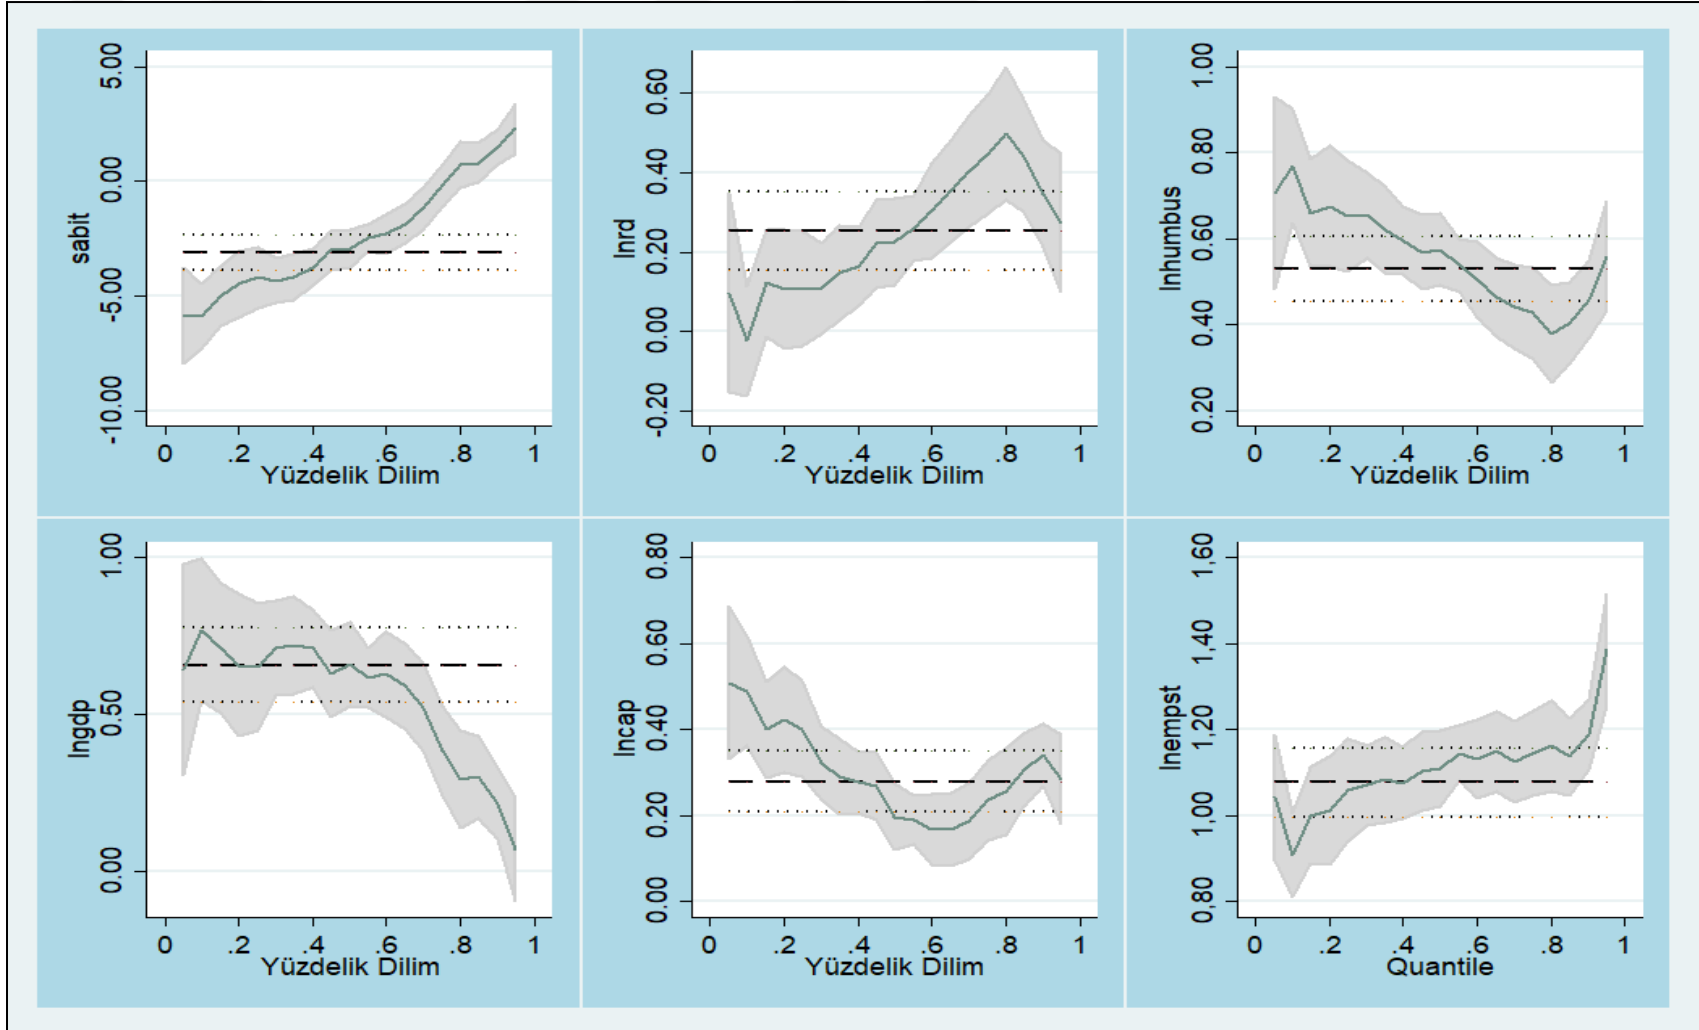 sabit
5.00
0.00
-5.00
-10.00
0 .2 .4 .6 .8 1
Yüzdelik Dilim
lnrd
0.60
0.40
0.20
0.00
-0.20
0 .2 .4 .6 .8 1
Yüzdelik Dilim
lnhumbus
1.00
0.80
0.60
0.40
0.20
0 .2 .4 .6 .8 1
Yüzdelik Dilim
lngdp
1.00
0.50
0.00
0 .2 .4 .6 .8 1
Yüzdelik Dilim
lncap
0.80
0.60
0.40
0.20
0.00
0 .2 .4 .6 .8 1
Yüzdelik Dilim
lnempst
1,60
1,40
1,20
1,00
0,80
0 .2 .4 .6 .8 1
Quantile